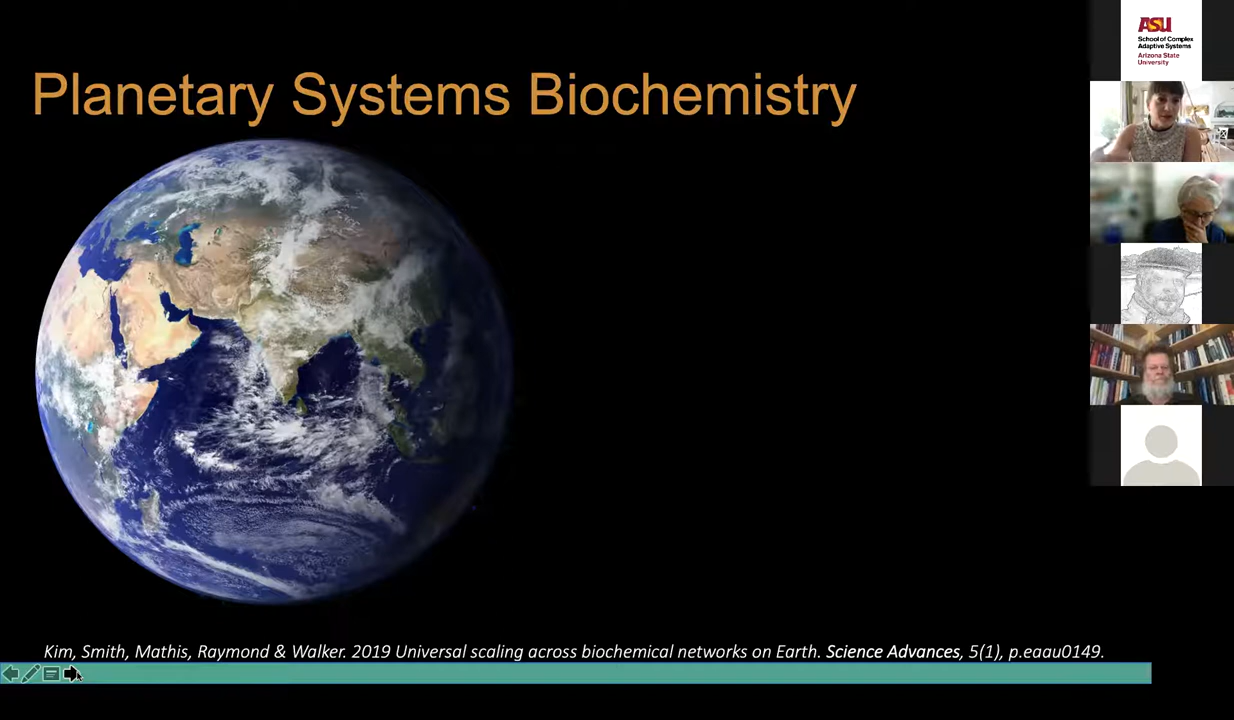 Planetary Systems Biochemistry
Kim, Smith, Mathis, Raymond & Walker. 2019 Universal scaling across biochemical networks on Earth. Science Advances, 5(1), p.eaau0149.
ASU
School of Complex
Adaptive Systems
Arizona State
University